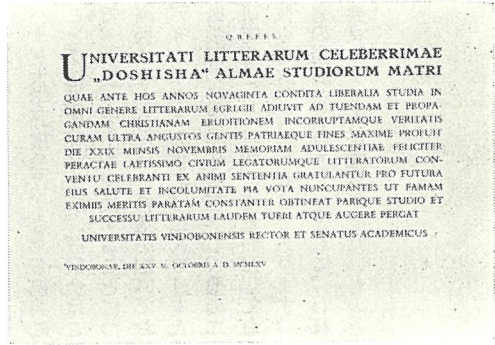 Q.B.F.F.F.S.
UNIVERSITATI LITTERARUM CELEBERRIMAE
„DOSHISHA“ ALMAE STUDIORUM MATRI
QUAE ANTE HOS ANNOS NONAGINTA CONDITA LIBERALIA STUDIA IN
OMNI GENERE LITTERARUM EGREGIE ADIUVIT AD TUENDAM ET PROPA-
GANDAM CHRISTIANAM ERUDITIONEM INCORRUPTAMQUE VERITATIS
CURAM ULTRA ANGUSTOS GENTIS PATRIAEQUE FINES MAXIME PROFUIT
DIE XXIX MENSIS NOVEMBRIS MEMORIAM ADULESCENTIAE FELICITER
PERACTAE LAETISSIMO CIVIUM LEGATORUMQUE LITTERATORUM CON-
VENTU CELEBRANTI EX ANIMI SENTENTIA GRATULANTUR PRO FUTURA
EIUS SALUTE ET INCOLUMITATE PIA VOTA NUNCUPANTES UT FAMAM
EXIMIIS MERITIS PARATAM CONSTANTER OBTINEAT PARIQUE STUDIO ET
SUCCESSU LITTERARUM LAUDEM TUERI ATQUE AUGERE PERGAT
UNIVERSITATIS VINDOBONENSIS RECTOR ET SENATUS ACADEMICUS
VINDOBONAE, DIE XXV M. OCTOBRIS A. D. MCMLXV